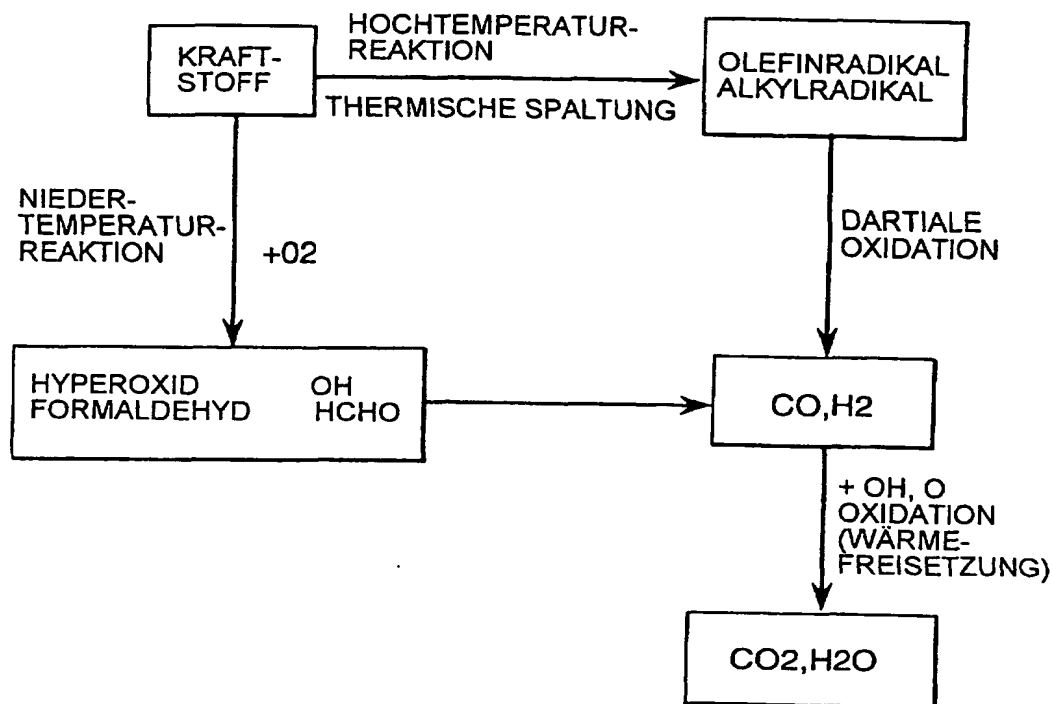 KRAFT-
STOFF
HOCHTEMPERATUR-
REAKTION
THERMISCHE SPALTUNG
OLEFINRADIKAL
ALKYLRADIKAL
NIEDER-
TEMPERATUR-
REAKTION
+02
DARTIALE
OXIDATION
HYPEROXID OH
FORMALDEHYD HCHO
CO,H2
+ OH, O
OXIDATION
(WÄRME-
FREISETZUNG)
CO2,H2O